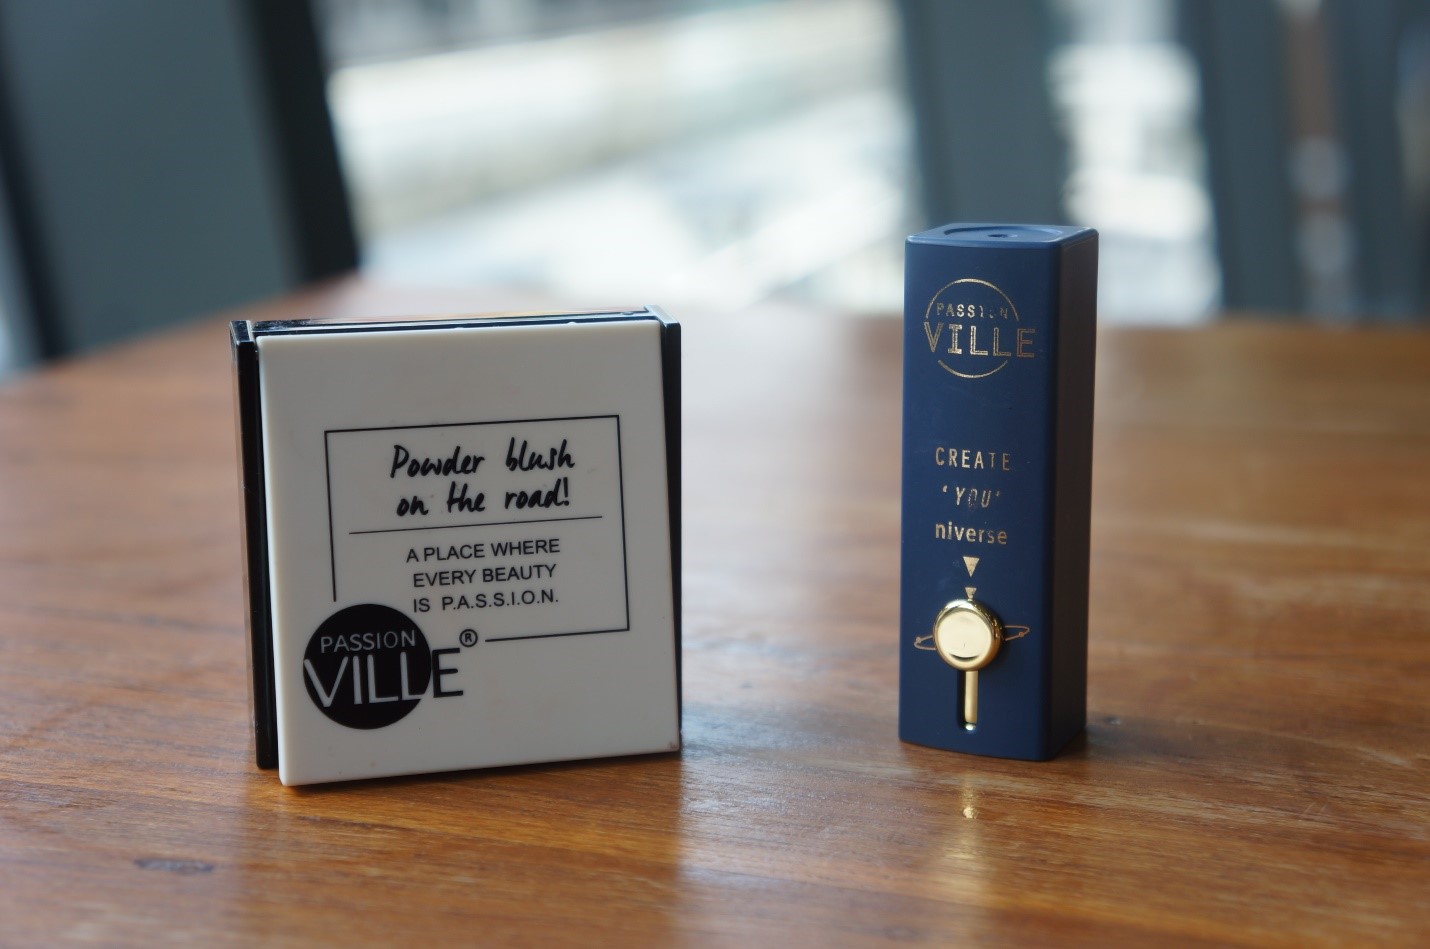 Powder blush
on the road!
A PLACE WHERE
EVERY BEAUTY
IS P.A.S.S.I.O.N.
PASSION
VILLE®
PASSION
VILLE
CREATE
'YOU'
niverse